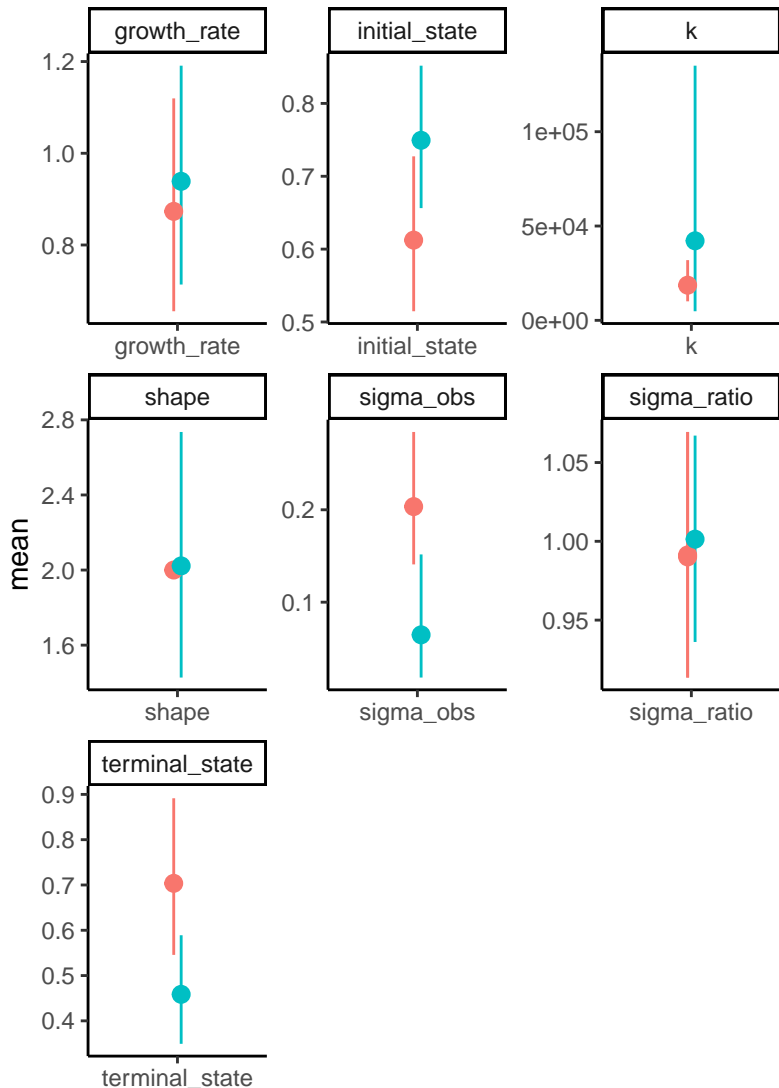 growth_rate
initial_state
k
1.2
1.0
0.8
growth_rate
0.8
0.7
0.6
0.5
initial_state
1e+05
5e+04
0e+00
k
shape
sigma_obs
sigma_ratio
mean
2.8
2.4
2.0
1.6
shape
0.2
0.1
sigma_obs
1.05
1.00
0.95
sigma_ratio
terminal_state
0.9
0.8
0.7
0.6
0.5
0.4
terminal_state